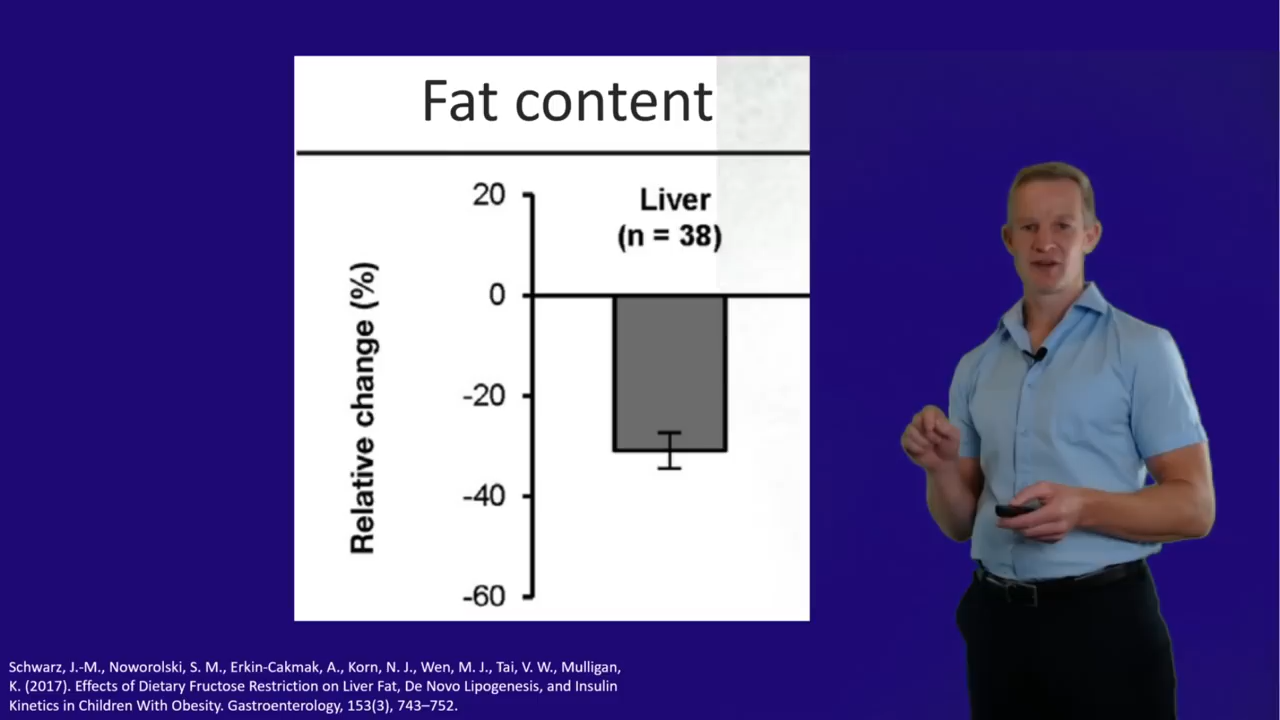 Fat content
Liver
(n = 38)
Relative change (%)
20
0
-20
-40
-60
Schwarz, J.-M., Noworolski, S. M., Erkin-Cakmak, A., Korn, N. J., Wen, M. J., Tai, V. W., Mulligan,
K. (2017). Effects of Dietary Fructose Restriction on Liver Fat, De Novo Lipogenesis, and Insulin
Kinetics in Children With Obesity. Gastroenterology, 153(3), 743–752.